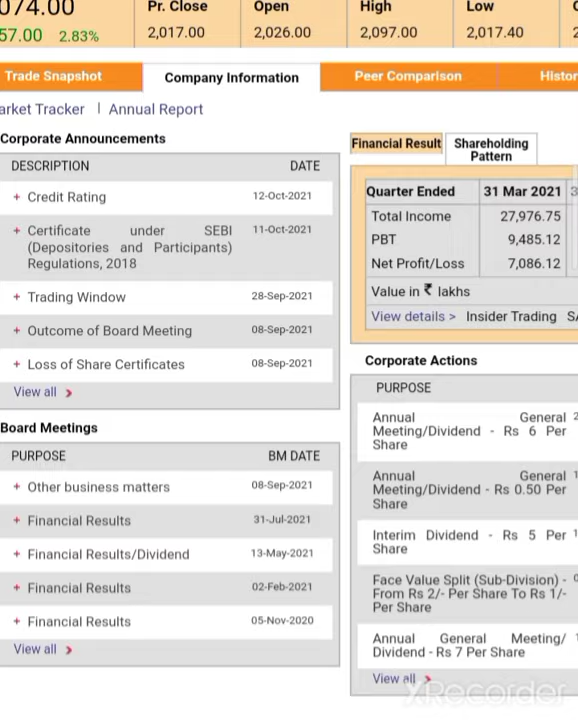 074.00
57.00 2.83%
Pr. Close
2,017.00
Open
2,026.00
High
2,097.00
Low
2,017.40
Trade Snapshot
Company Information
Peer Comparison
Histor
arket Tracker | Annual Report
Corporate Announcements
DESCRIPTION DATE
+ Credit Rating 12-Oct-2021
+ Certificate under SEBI 11-Oct-2021
(Depositories and Participants)
Regulations, 2018
+ Trading Window 28-Sep-2021
+ Outcome of Board Meeting 08-Sep-2021
+ Loss of Share Certificates 08-Sep-2021
View all >
Board Meetings
PURPOSE BM DATE
+ Other business matters 08-Sep-2021
+ Financial Results 31-Jul-2021
+ Financial Results/Dividend 13-May-2021
+ Financial Results 02-Feb-2021
+ Financial Results 05-Nov-2020
View all >
Financial Result
Shareholding
Pattern
Quarter Ended 31 Mar 2021 3
Total Income 27,976.75
PBT 9,485.12
Net Profit/Loss 7,086.12
Value in ₹ lakhs
View details > Insider Trading SA
Corporate Actions
PURPOSE
Annual General 2
Meeting/Dividend - Rs 6 Per
Share
Annual General 1
Meeting/Dividend - Rs 0.50 Per
Share
Interim Dividend - Rs 5 Per 1
Share
Face Value Split (Sub-Division) - 0
From Rs 2/- Per Share To Rs 1/-
Per Share
Annual General Meeting/ 1
Dividend - Rs 7 Per Share
View all >
XRecorder